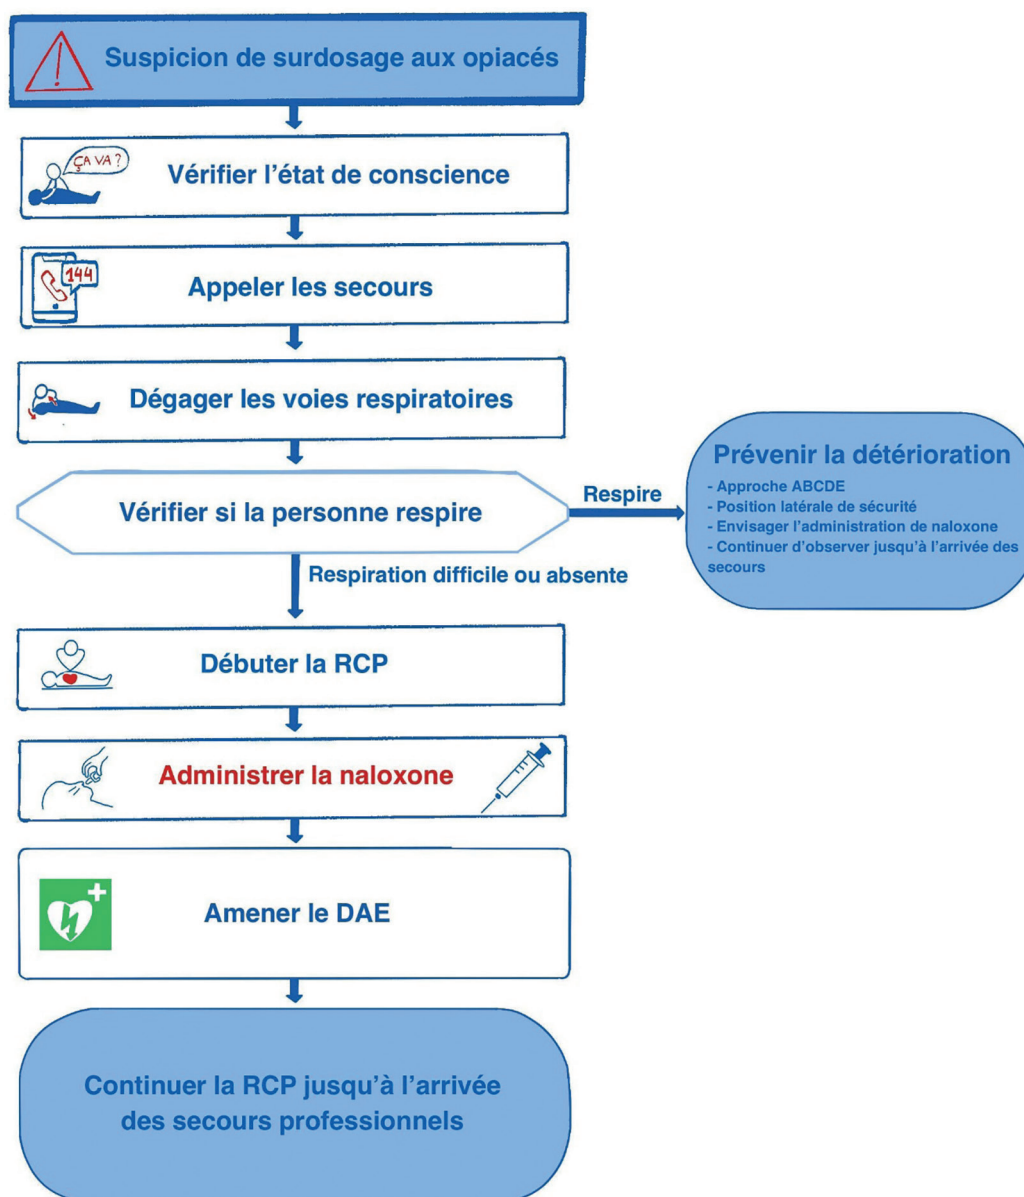 Suspicion de surdosage aux opiacés
ÇA VA ?
Vérifier l'état de conscience
144
Appeler les secours
Dégager les voies respiratoires
Vérifier si la personne respire
Respire
Prévenir la détérioration
- Approche ABCDE
- Position latérale de sécurité
- Envisager l'administration de naloxone
- Continuer d'observer jusqu'à l'arrivée des
secours
Respiration difficile ou absente
Débuter la RCP
Administrer la naloxone
Amener le DAE
Continuer la RCP jusqu'à l'arrivée
des secours professionnels